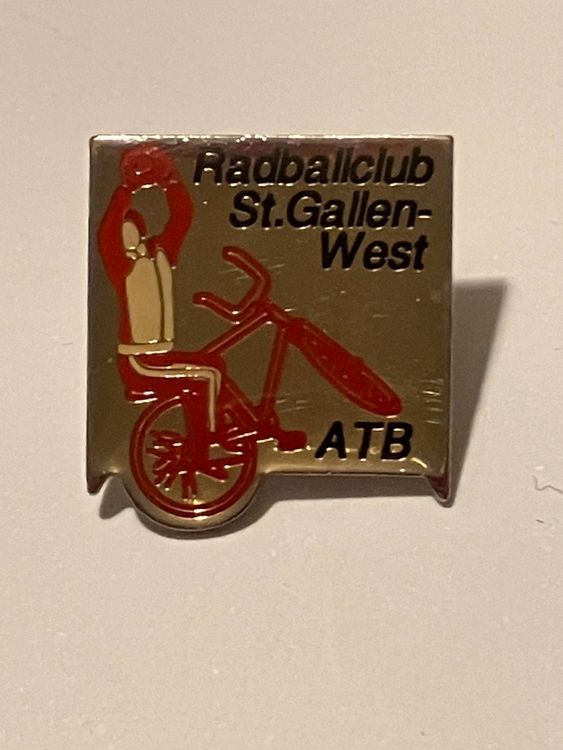 Radballclub
St.Gallen-
West
ATB